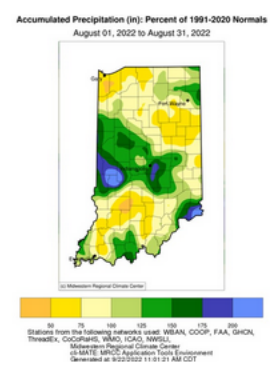 Accumulated Precipitation (in): Percent of 1991-2020 Normals
August 01, 2022 to August 31, 2022
Gary
Fort Wayne
(c) Midwestern Regional Climate Center
50 75 100 125 150 175 200
Stations from the following networks used: WBAN, COOP, FAA, GHCN,
ThreadEx, CoCoRaHS, WMO, ICAO, NWSLI,
Midwestern Regional Climate Center
cli-MATE: MRCC Application Tools Environment
Generated at: 9/22/2022 11:01:21 AM CDT